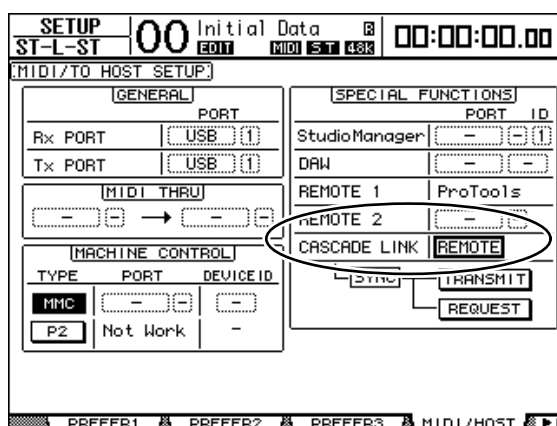 SETUP
ST-L-ST
00 Initial Data R
EDIT MIDI ST 48K
00:00:00.00
MIDI/TO HOST SETUP
GENERAL
PORT
Rx PORT USB 1
Tx PORT USB 1
MIDI THRU
- - → - -
MACHINE CONTROL
TYPE PORT DEVICE ID
MMC - - -
P2 Not Work -
SPECIAL FUNCTIONS
PORT ID
StudioManager - - 1
DAW - -
REMOTE 1 ProTools
REMOTE 2 -
CASCADE LINK REMOTE
SYNC TRANSMIT
REQUEST
PREFER1 PREFER2 PREFER3 MIDI/HOST